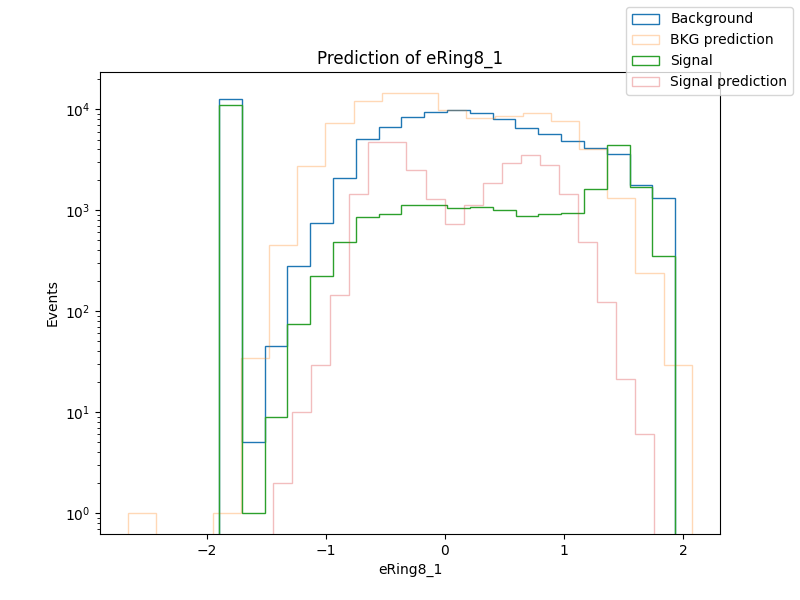 Prediction of eRing8_1
Background
BKG prediction
Signal
Signal prediction
Events
10⁴
10³
10²
10¹
10⁰
−2
−1
0
1
2
eRing8_1